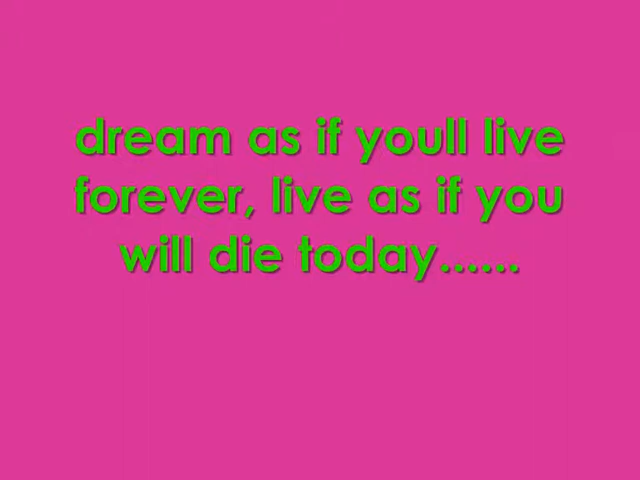 dream as if youll live
forever, live as if you
will die today......